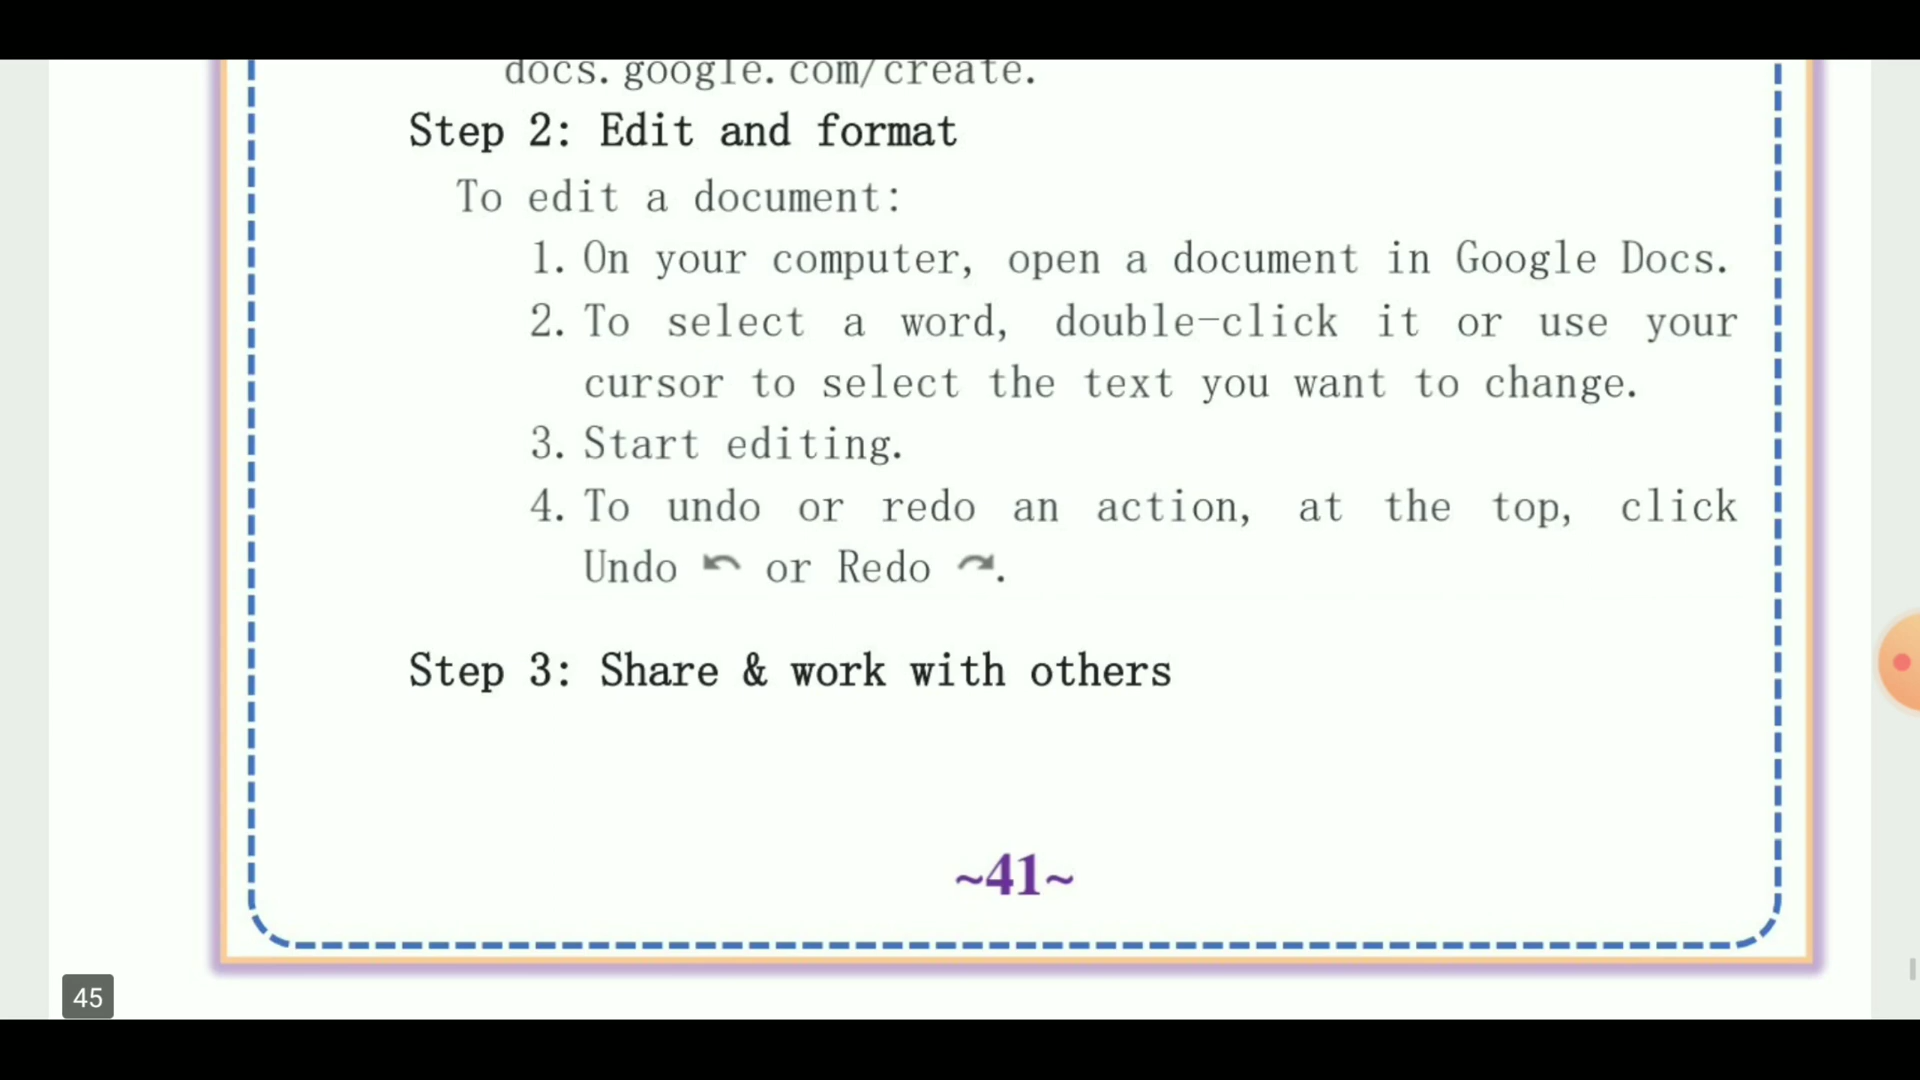 docs.google.com/create.
Step 2: Edit and format
To edit a document:
1. On your computer, open a document in Google Docs.
2. To select a word, double-click it or use your
cursor to select the text you want to change.
3. Start editing.
4. To undo or redo an action, at the top, click
Undo or Redo .
Step 3: Share & work with others
~41~
45